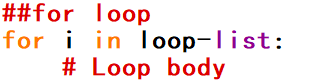 ##for loop
for i in loop-list:
    # Loop body